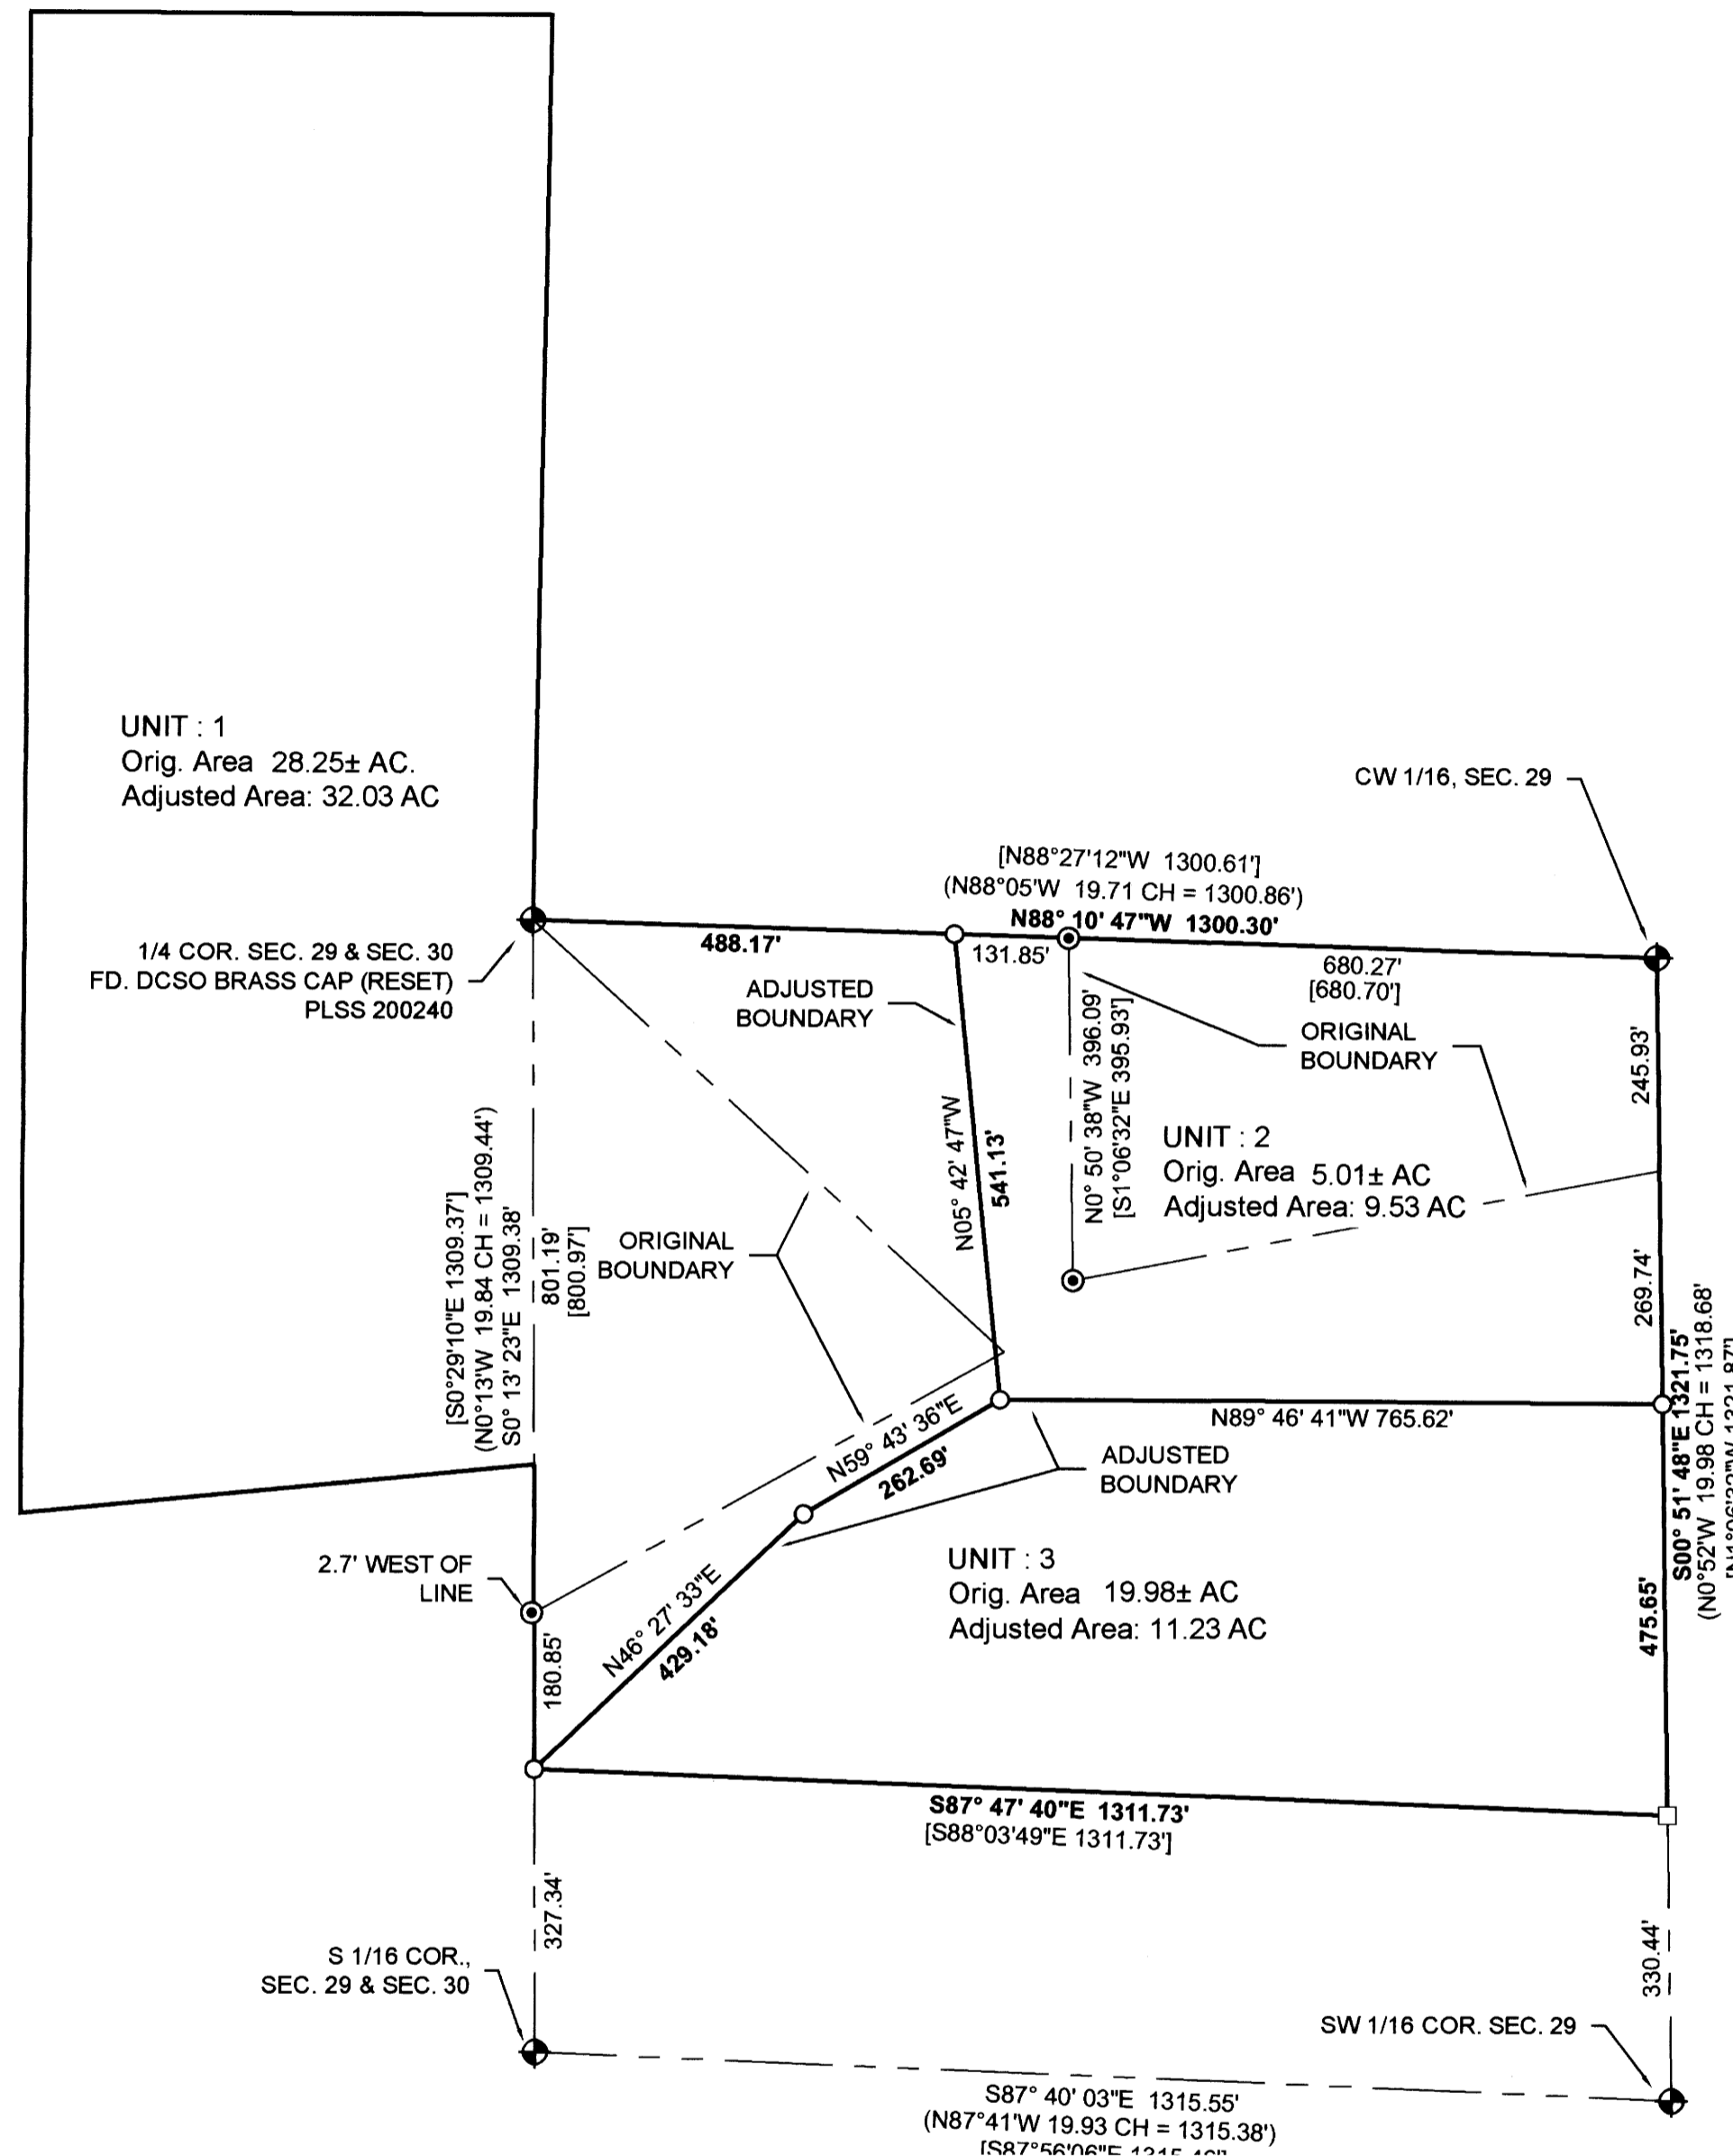 UNIT : 1
Orig. Area 28.25± AC.
Adjusted Area: 32.03 AC
CW 1/16, SEC. 29
[N88°27'12"W 1300.61']
(N88°05'W 19.71 CH = 1300.86')
N88° 10' 47"W 1300.30'
488.17'
131.85'
680.27'
[680.70']
1/4 COR. SEC. 29 & SEC. 30
FD. DCSO BRASS CAP (RESET)
PLSS 200240
ADJUSTED
BOUNDARY
ORIGINAL
BOUNDARY
N0° 50' 38"W 396.09'
[S1°06'32"E 395.93']
245.93'
N05° 42' 47"W
541.13'
UNIT : 2
Orig. Area 5.01± AC
Adjusted Area: 9.53 AC
[S0°29'10"E 1309.37']
(N0°13'W 19.84 CH = 1309.44')
S0° 13' 23"E 1309.38'
801.19'
[800.97']
ORIGINAL
BOUNDARY
269.74'
S00° 51' 48"E 1321.75'
(N0°52'W 19.98 CH = 1318.68'
N89° 46' 41"W 765.62'
N59° 43' 36"E
262.69'
ADJUSTED
BOUNDARY
2.7' WEST OF
LINE
UNIT : 3
Orig. Area 19.98± AC
Adjusted Area: 11.23 AC
N46° 27' 33"E
429.18'
180.85'
475.65'
S87° 47' 40"E 1311.73'
[S88°03'49"E 1311.73']
327.34'
330.44'
S 1/16 COR.,
SEC. 29 & SEC. 30
SW 1/16 COR. SEC. 29
S87° 40' 03"E 1315.55'
(N87°41'W 19.93 CH = 1315.38')
[S87°56'06"E 1315.46']